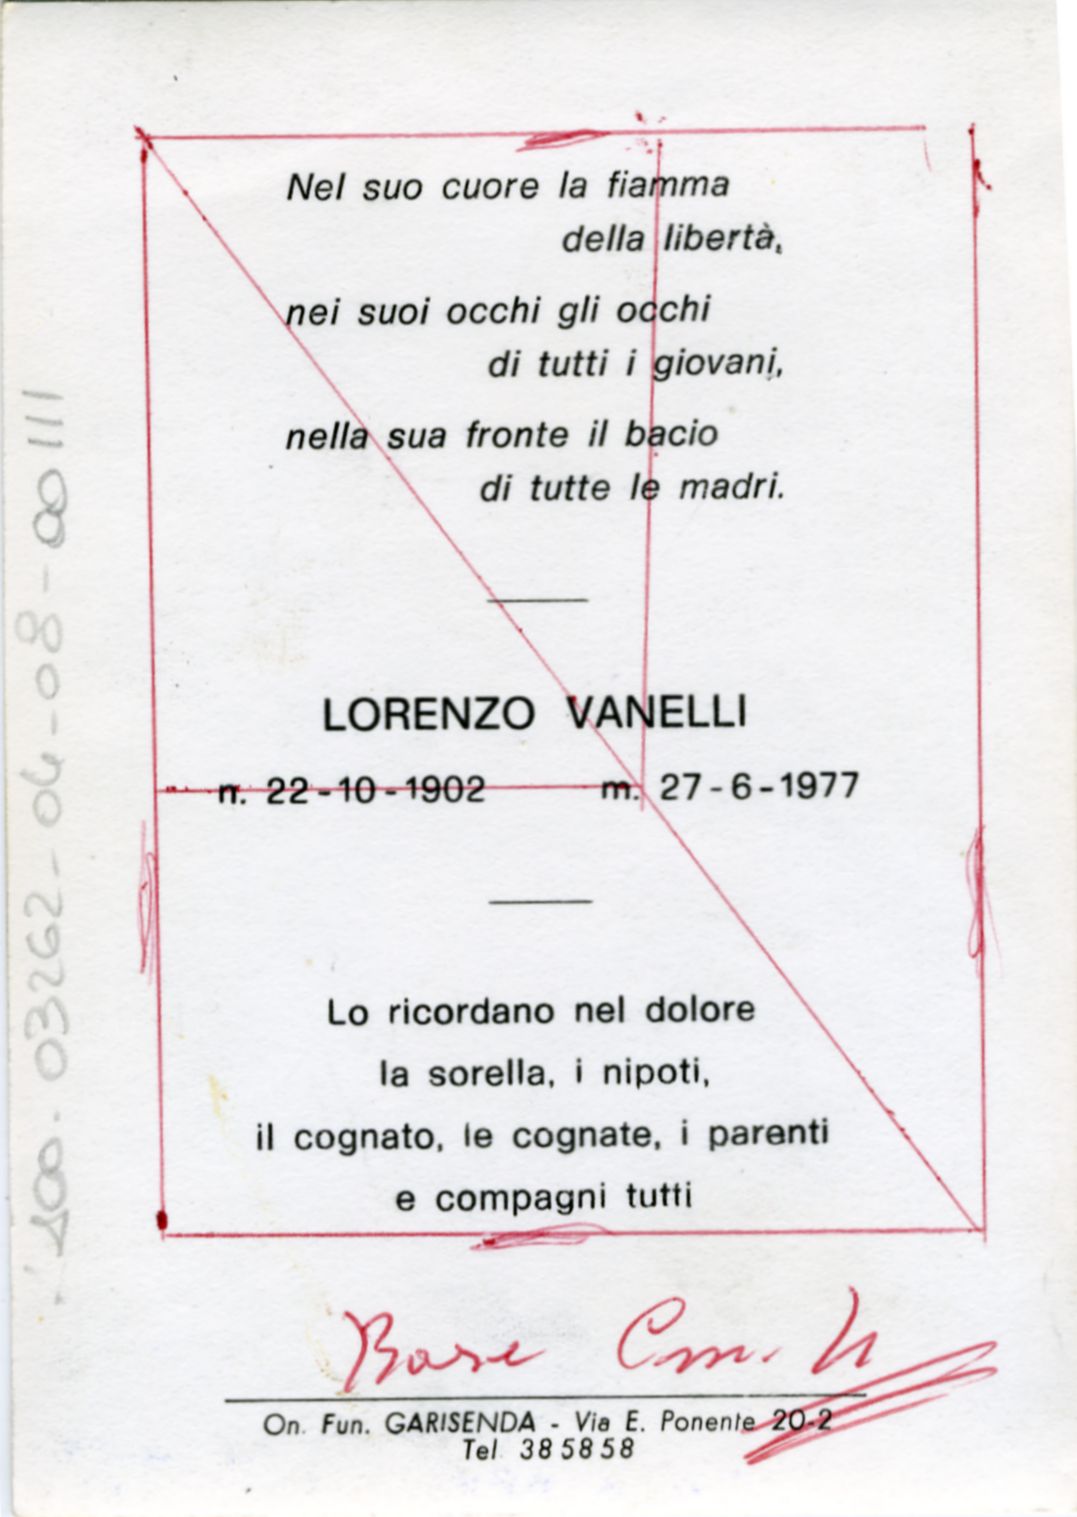 Nel suo cuore la fiamma
della libertà,
nei suoi occhi gli occhi
di tutti i giovani,
nella sua fronte il bacio
di tutte le madri.
LORENZO VANELLI
n. 22-10-1902 m. 27-6-1977
Lo ricordano nel dolore
la sorella, i nipoti,
il cognato, le cognate, i parenti
e compagni tutti
Base
On. Fun. GARISENDA - Via E. Ponente 20-2
Tel. 385858